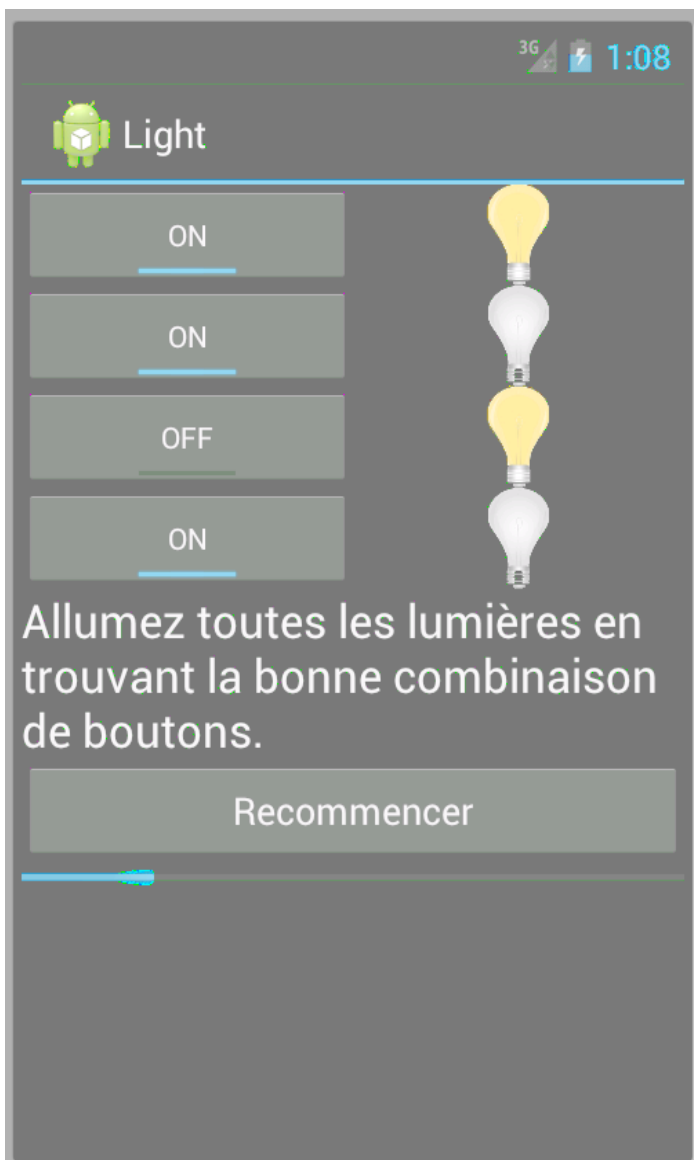 3G 1:08
Light
ON
ON
OFF
ON
Allumez toutes les lumières en
trouvant la bonne combinaison
de boutons.
Recommencer